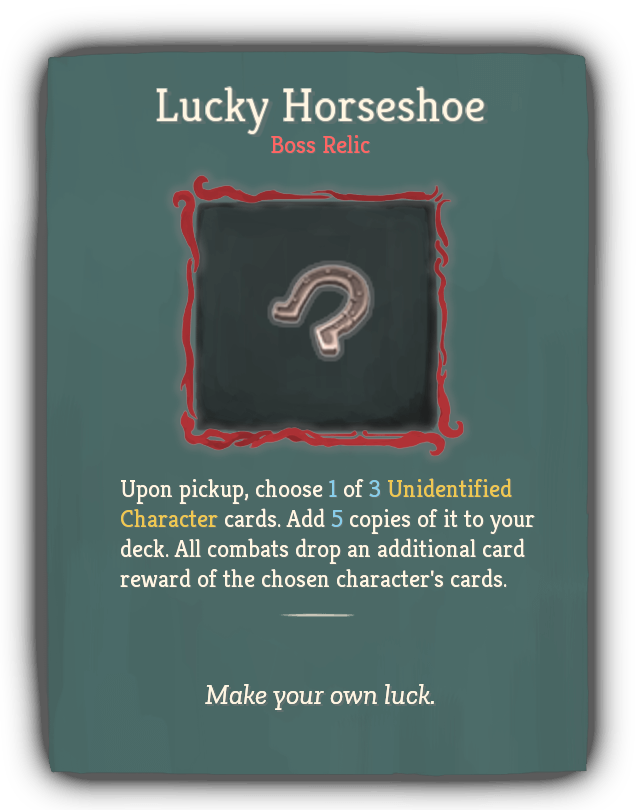 Lucky Horseshoe
Boss Relic
Upon pickup, choose 1 of 3 Unidentified
Character cards. Add 5 copies of it to your
deck. All combats drop an additional card
reward of the chosen character's cards.
Make your own luck.